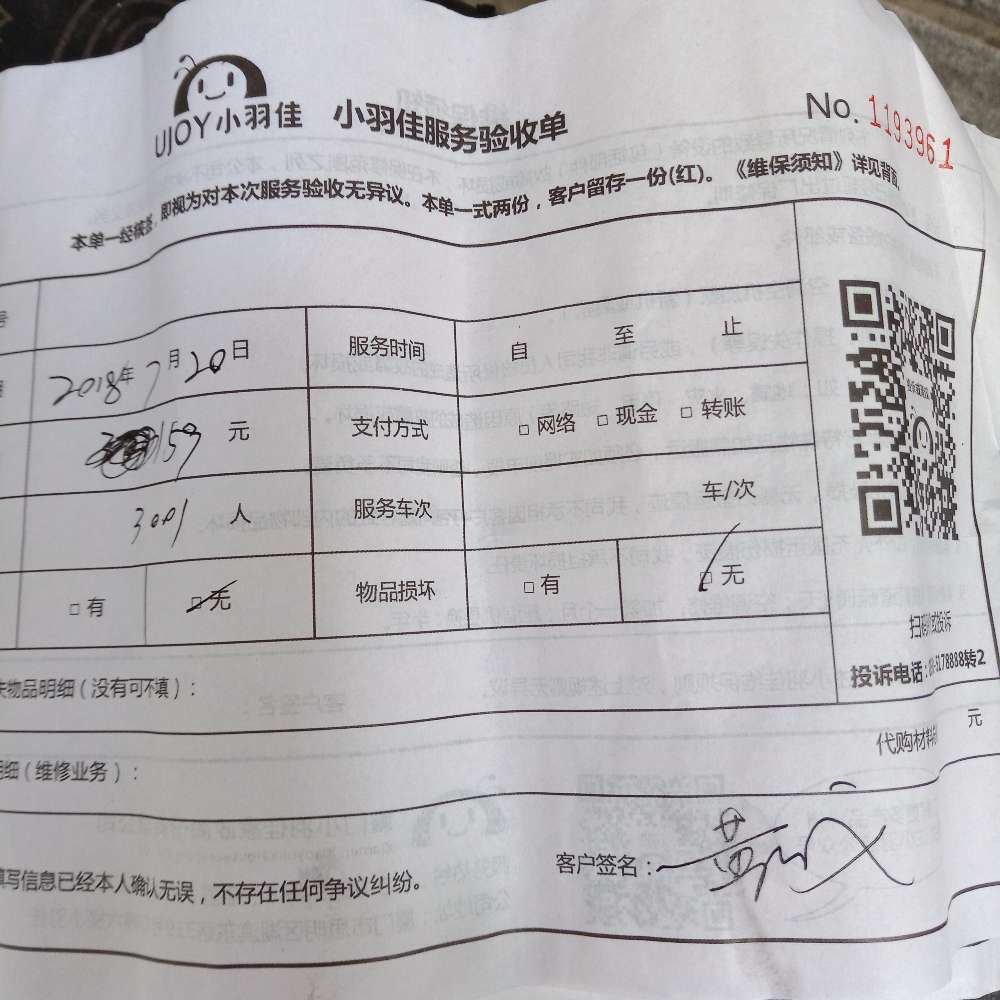 UJOY小羽佳 小羽佳服务验收单 No. 1193961
本单一经核签，即视为对本次服务验收无异议。本单一式两份，客户留存一份(红)。《维保须知》详见背面
号
2018年7月20日 服务时间 自 至 止
159 元 支付方式 □网络 □现金 □转账
3001 人 服务车次 车/次
□有 □无 物品损坏 □有 □无
投诉电话
失物品明细（没有可不填）：
代购材料 元
明细（维修业务）：
填写信息已经本人确认无误，不存在任何争议纠纷。 客户签名：